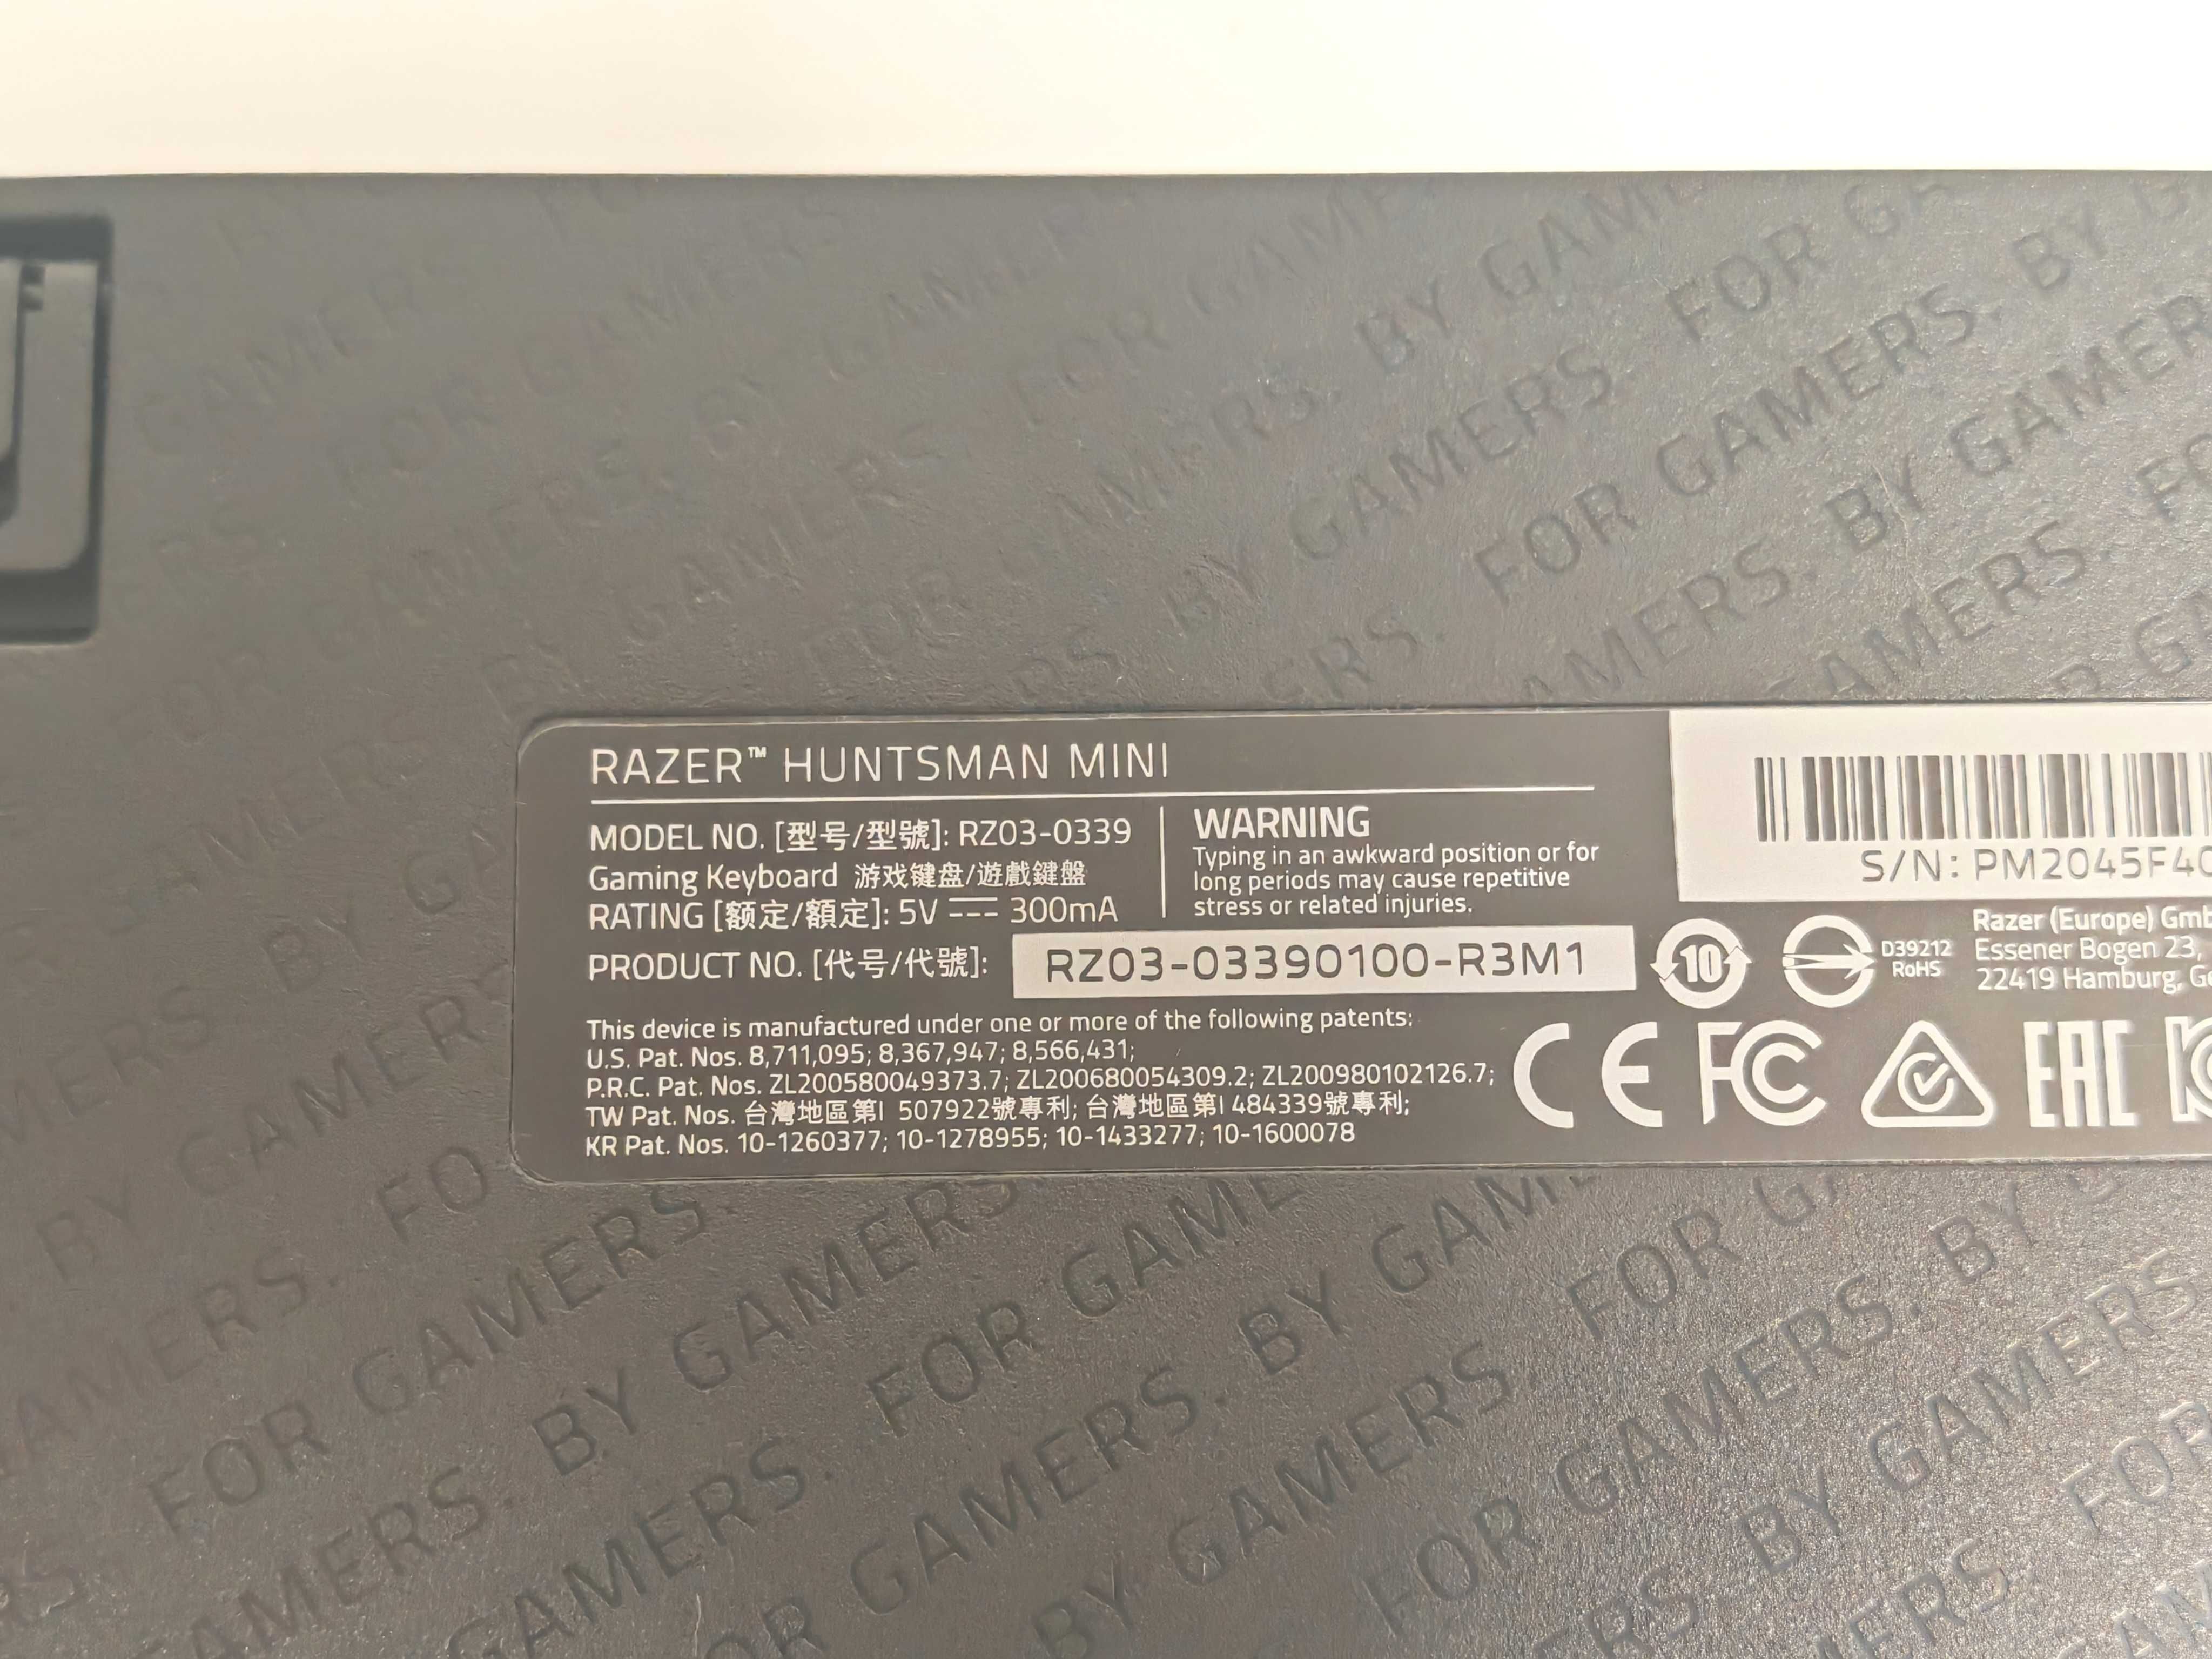 RAZER™ HUNTSMAN MINI
MODEL NO. [型号/型號]: RZ03-0339
Gaming Keyboard 游戏键盘/遊戲鍵盤
RATING [额定/額定]: 5V ⎓ 300mA
PRODUCT NO. [代号/代號]: RZ03-03390100-R3M1
WARNING
Typing in an awkward position or for
long periods may cause repetitive
stress or related injuries.
This device is manufactured under one or more of the following patents:
U.S. Pat. Nos. 8,711,095; 8,367,947; 8,566,431;
P.R.C. Pat. Nos. ZL200580049373.7; ZL200680054309.2; ZL200980102126.7;
TW Pat. Nos. 台灣地區第I 507922號專利; 台灣地區第I 484339號專利;
KR Pat. Nos. 10-1260377; 10-1278955; 10-1433277; 10-1600078
S/N: PM2045F40
10
D39212
RoHS
Razer (Europe) Gmb
Essener Bogen 23,
22419 Hamburg, Ge
CE FC EAC
FOR GAMERS. BY GAMERS.